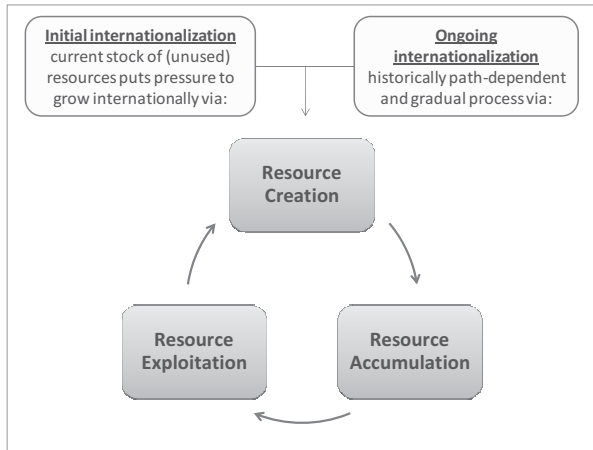 Initial internationalization
current stock of (unused)
resources puts pressure to
grow internationally via:
Ongoing
internationalization
historically path-dependent
and gradual process via:
Resource
Creation
Resource
Exploitation
Resource
Accumulation